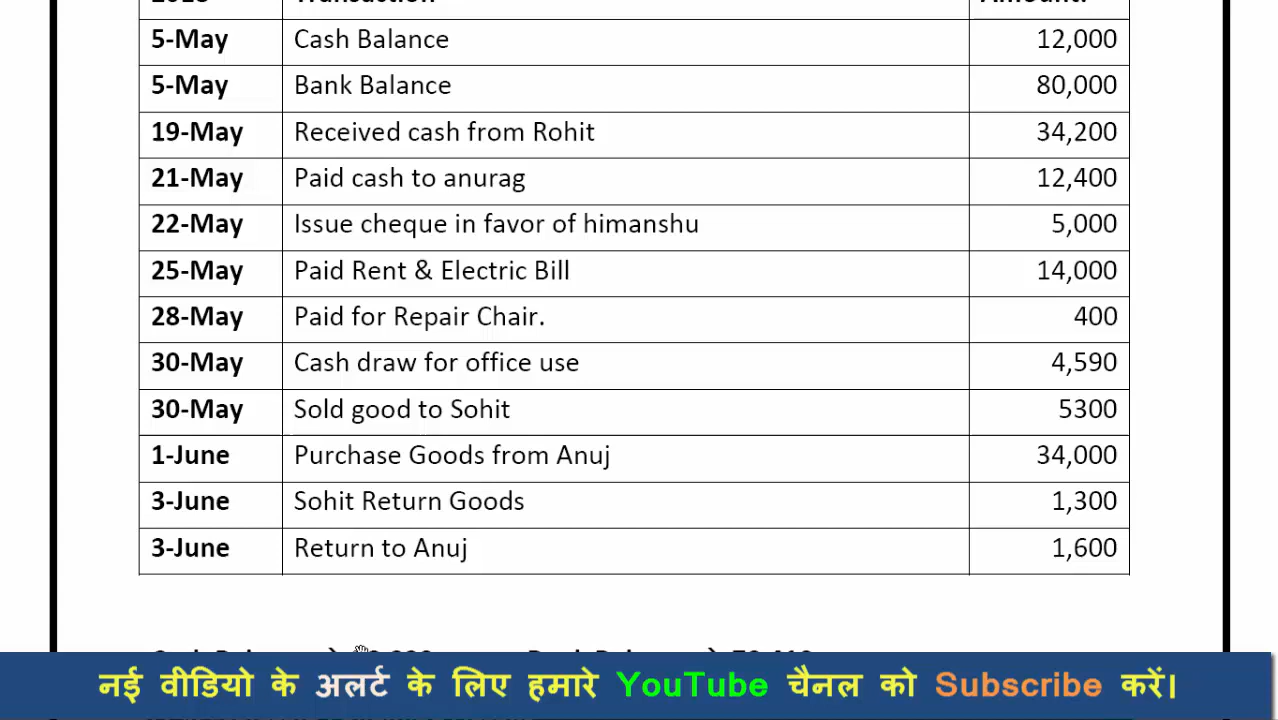 Transaction
5-May Cash Balance 12,000
5-May Bank Balance 80,000
19-May Received cash from Rohit 34,200
21-May Paid cash to anurag 12,400
22-May Issue cheque in favor of himanshu 5,000
25-May Paid Rent & Electric Bill 14,000
28-May Paid for Repair Chair. 400
30-May Cash draw for office use 4,590
30-May Sold good to Sohit 5300
1-June Purchase Goods from Anuj 34,000
3-June Sohit Return Goods 1,300
3-June Return to Anuj 1,600
नई वीडियो के अलर्ट के लिए हमारे YouTube चैनल को Subscribe करें।